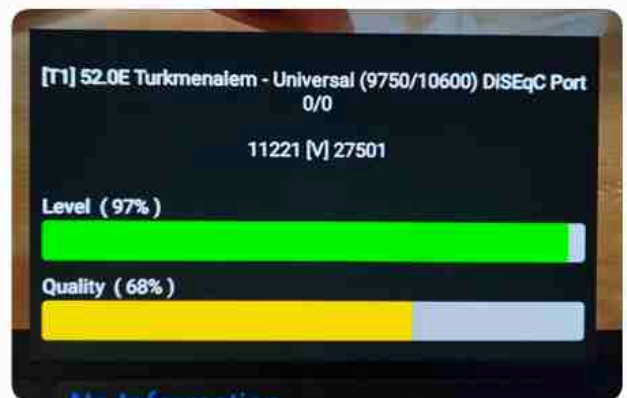 [T1] 52.0E Turkmenalem - Universal (9750/10600) DiSEqC Port
0/0
11221 [V] 27501
Level ( 97% )
Quality ( 68% )